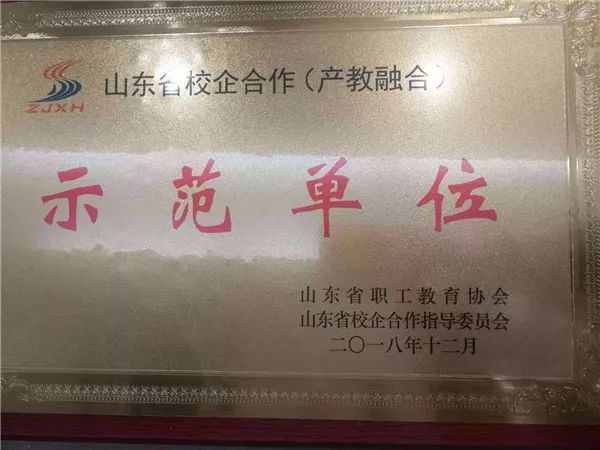 ZJXH
山东省校企合作（产教融合）
示范单位
山东省职工教育协会
山东省校企合作指导委员会
二〇一八年十二月